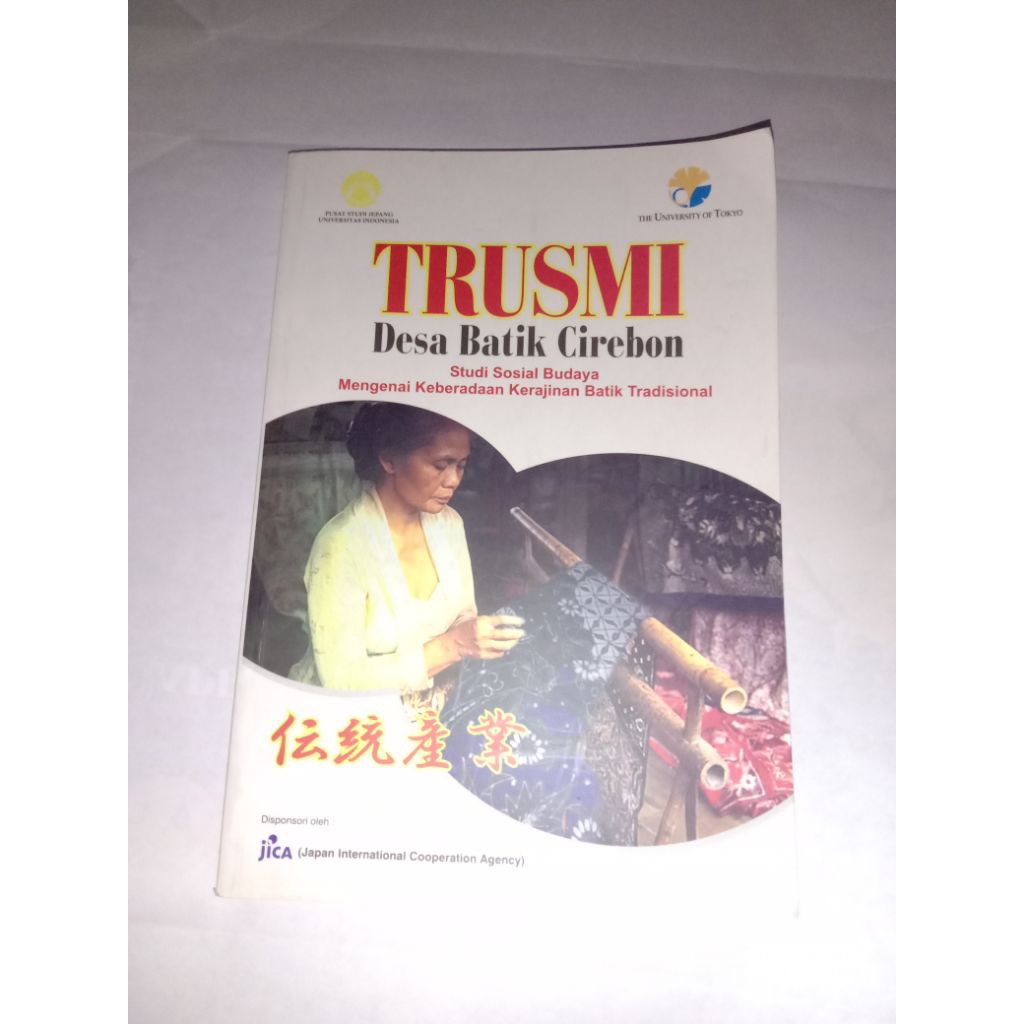 PUSAT STUDI JEPANG
UNIVERSITAS INDONESIA
THE UNIVERSITY OF TOKYO
TRUSMI
Desa Batik Cirebon
Studi Sosial Budaya
Mengenai Keberadaan Kerajinan Batik Tradisional
伝統産業
Disponsori oleh :
jICA (Japan International Cooperation Agency)